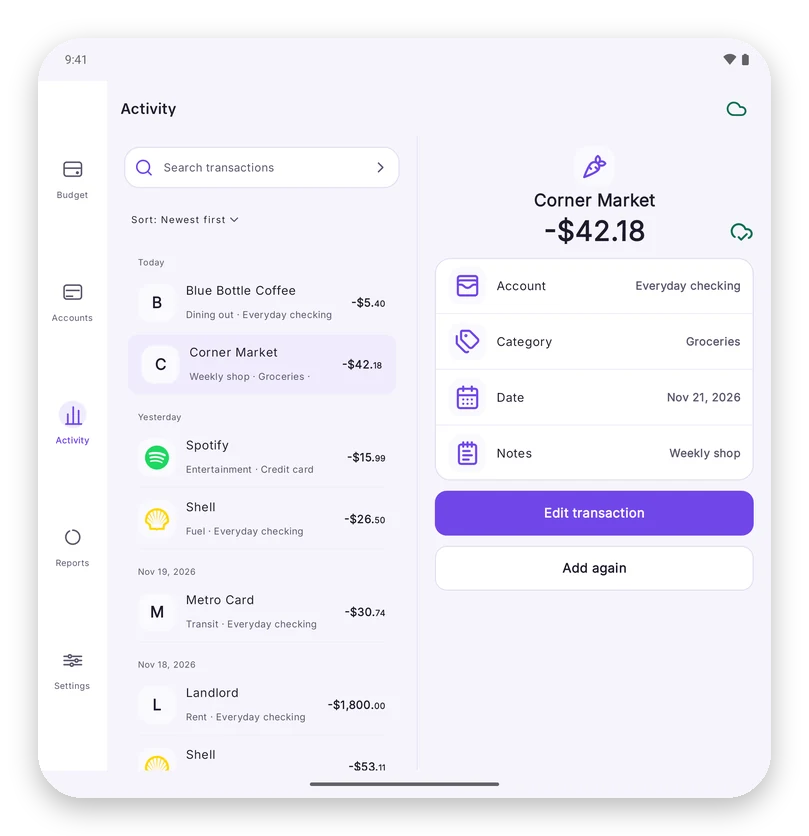 9:41
Activity
Budget
Accounts
Activity
Reports
Settings
Search transactions
Sort: Newest first
Today
B
Blue Bottle Coffee
Dining out · Everyday checking
-$5.40
C
Corner Market
Weekly shop · Groceries ·
-$42.18
Yesterday
Spotify
Entertainment · Credit card
-$15.99
Shell
Fuel · Everyday checking
-$26.50
Nov 19, 2026
M
Metro Card
Transit · Everyday checking
-$30.74
Nov 18, 2026
L
Landlord
Rent · Everyday checking
-$1,800.00
Shell
-$53.11
Corner Market
-$42.18
Account Everyday checking
Category Groceries
Date Nov 21, 2026
Notes Weekly shop
Edit transaction
Add again